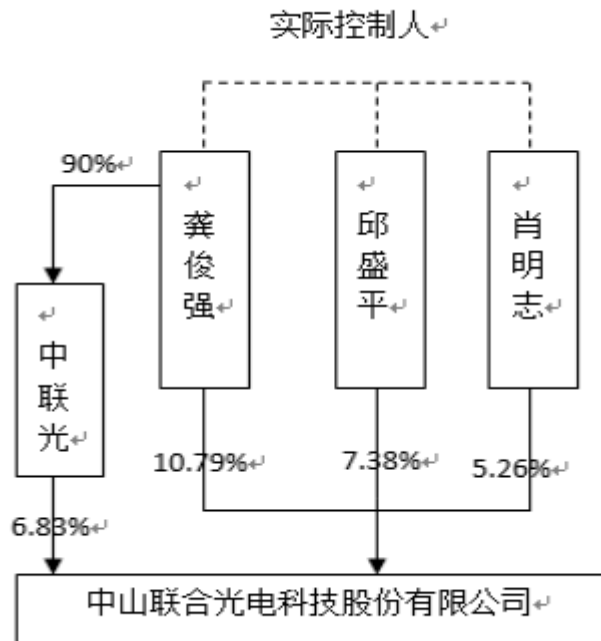 实际控制人
90%
龚俊强
邱盛平
肖明志
中联光
10.79%
7.38%
5.26%
6.83%
中山联合光电科技股份有限公司